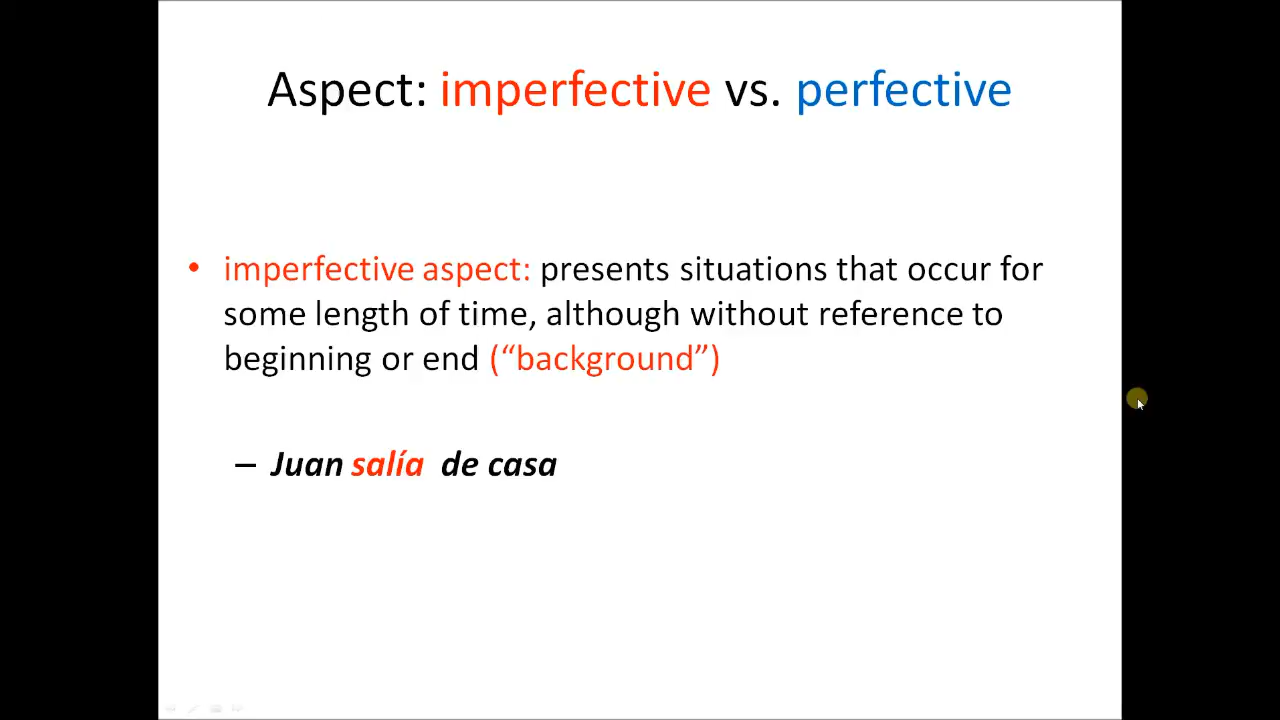 Aspect: imperfective vs. perfective
• imperfective aspect: presents situations that occur for
some length of time, although without reference to
beginning or end (“background”)
– Juan salía de casa